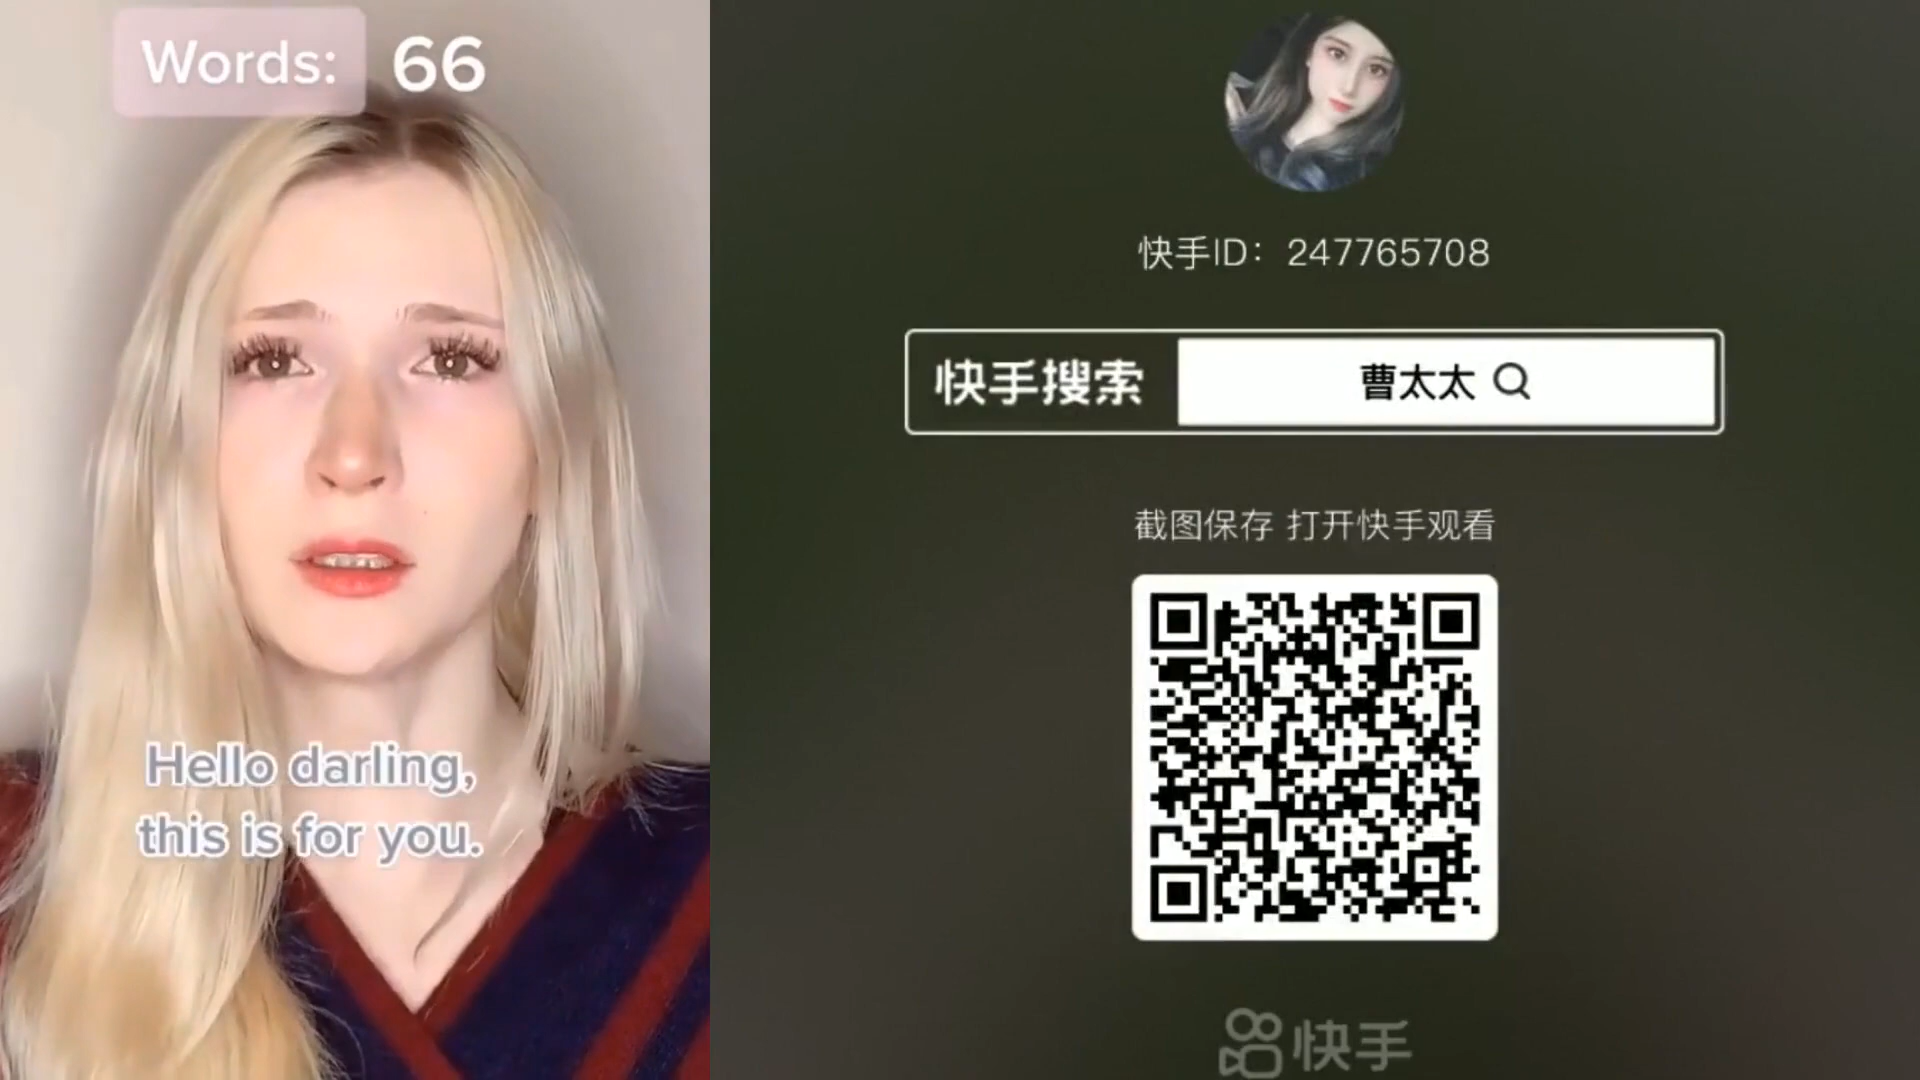 Words: 66
Hello darling,
this is for you.
快手ID：247765708
快手搜索 曹太太
截图保存 打开快手观看
快手